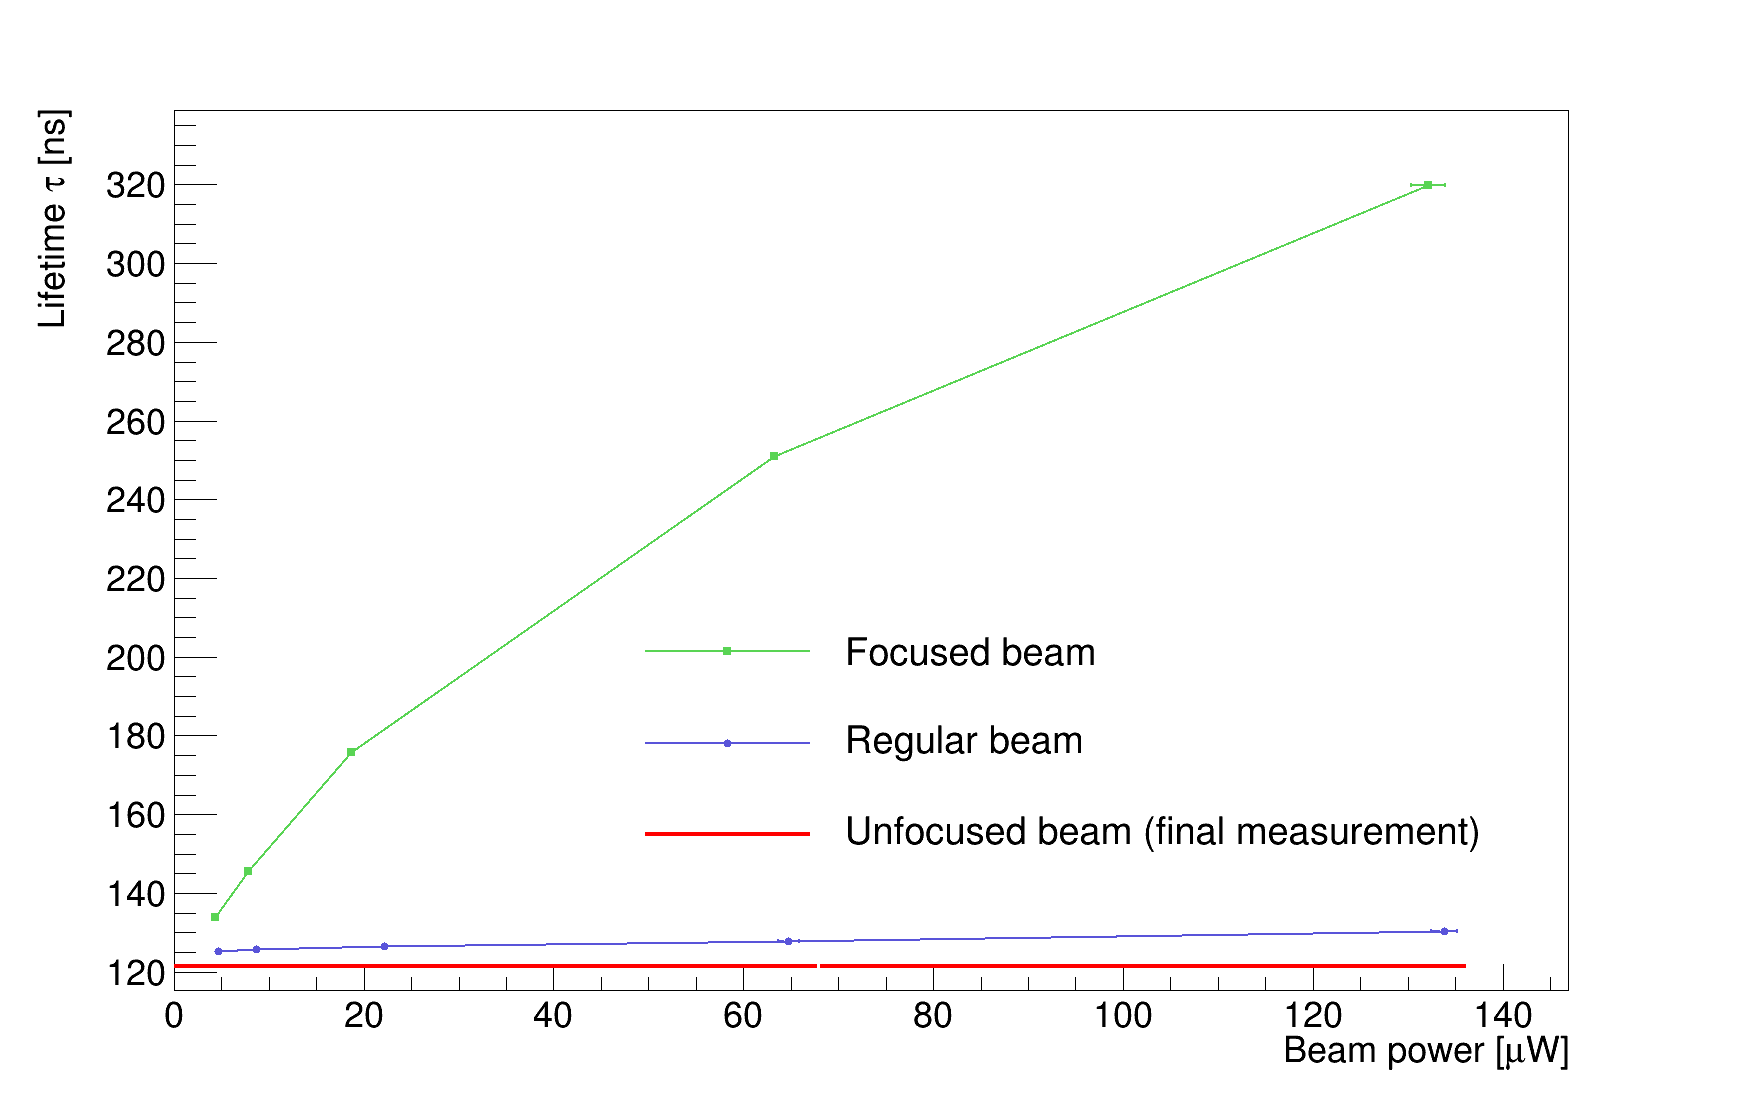 Lifetime τ [ns]
320
300
280
260
240
220
200
180
160
140
120
Focused beam
Regular beam
Unfocused beam (final measurement)
0 20 40 60 80 100 120 140
Beam power [μW]